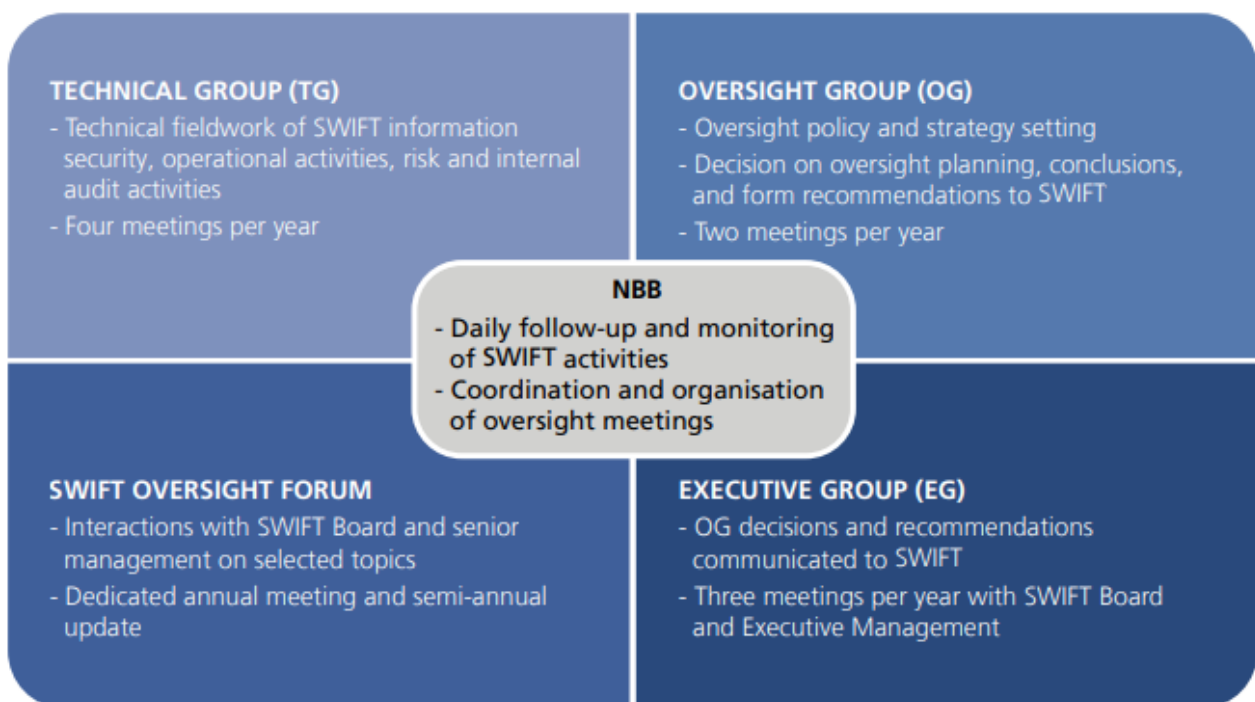 TECHNICAL GROUP (TG)
- Technical fieldwork of SWIFT information
security, operational activities, risk and internal
audit activities
- Four meetings per year
OVERSIGHT GROUP (OG)
- Oversight policy and strategy setting
- Decision on oversight planning, conclusions,
and form recommendations to SWIFT
- Two meetings per year
NBB
- Daily follow-up and monitoring
of SWIFT activities
- Coordination and organisation
of oversight meetings
SWIFT OVERSIGHT FORUM
- Interactions with SWIFT Board and senior
management on selected topics
- Dedicated annual meeting and semi-annual
update
EXECUTIVE GROUP (EG)
- OG decisions and recommendations
communicated to SWIFT
- Three meetings per year with SWIFT Board
and Executive Management